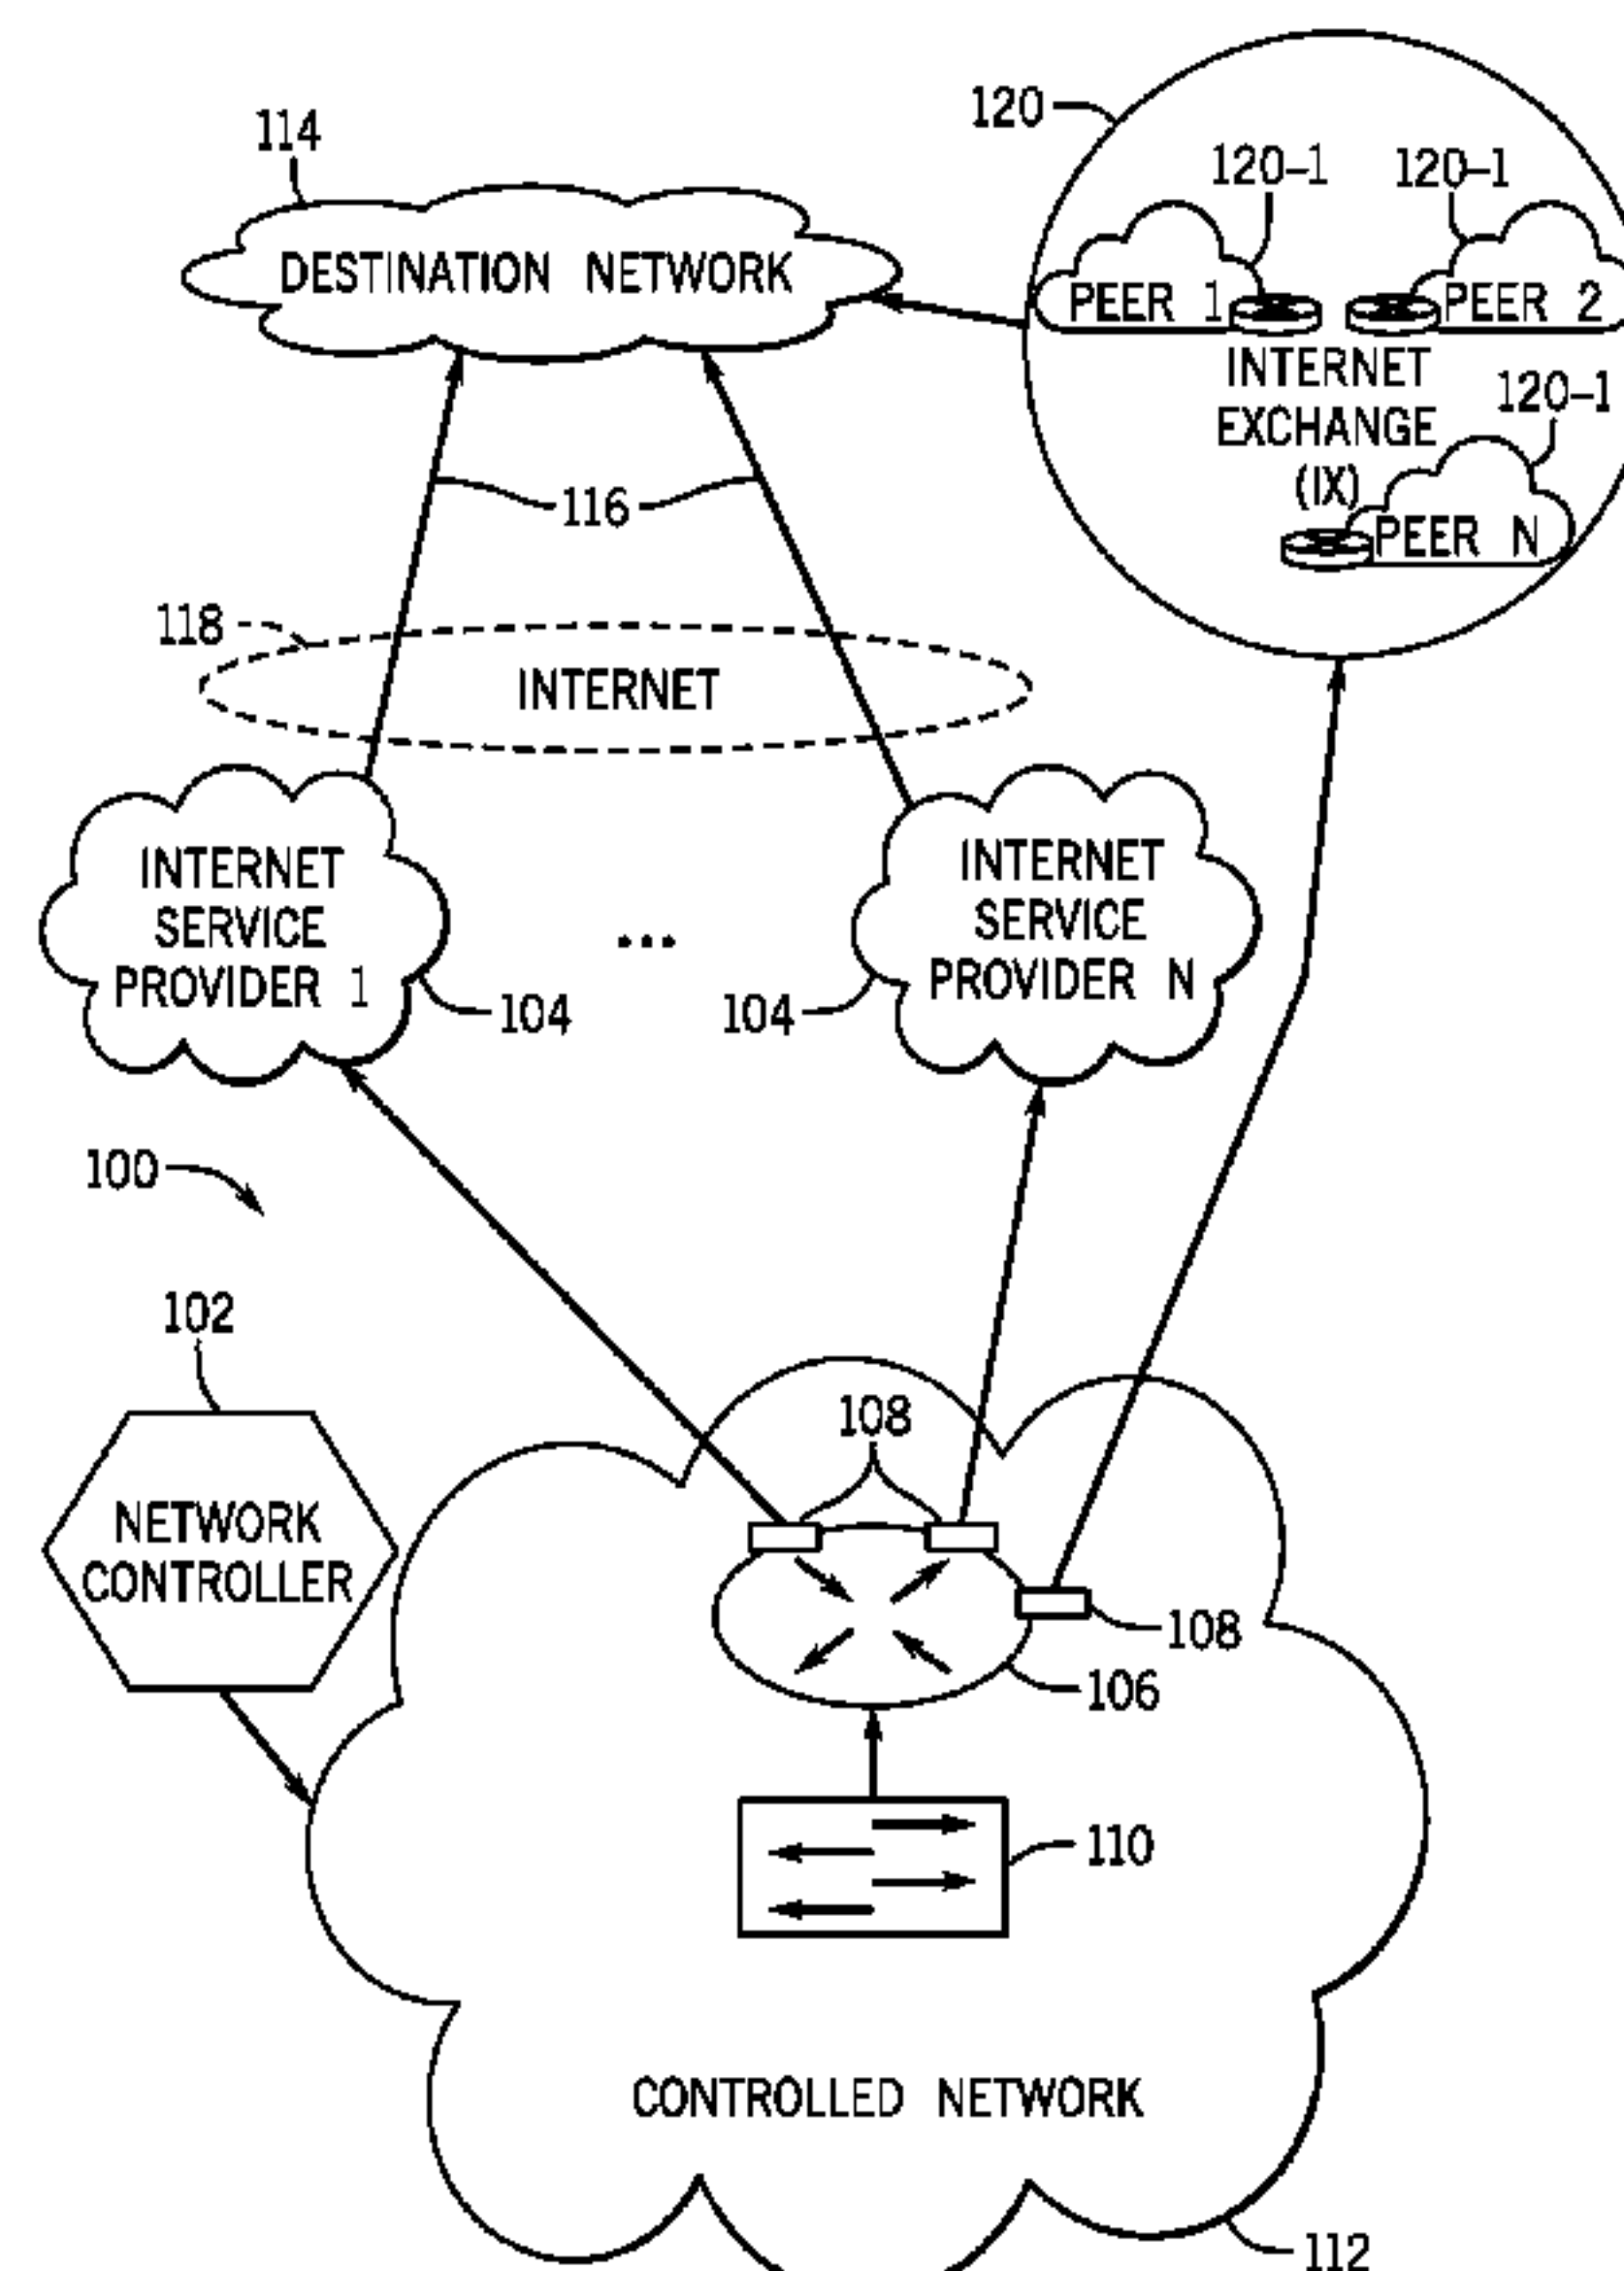 114
120
120-1
120-1
DESTINATION NETWORK
PEER 1
PEER 2
INTERNET
EXCHANGE
(IX)
120-1
PEER N
116
118
INTERNET
INTERNET
SERVICE
PROVIDER 1
...
INTERNET
SERVICE
PROVIDER N
104
104
100
102
108
NETWORK
CONTROLLER
108
106
110
CONTROLLED NETWORK
112